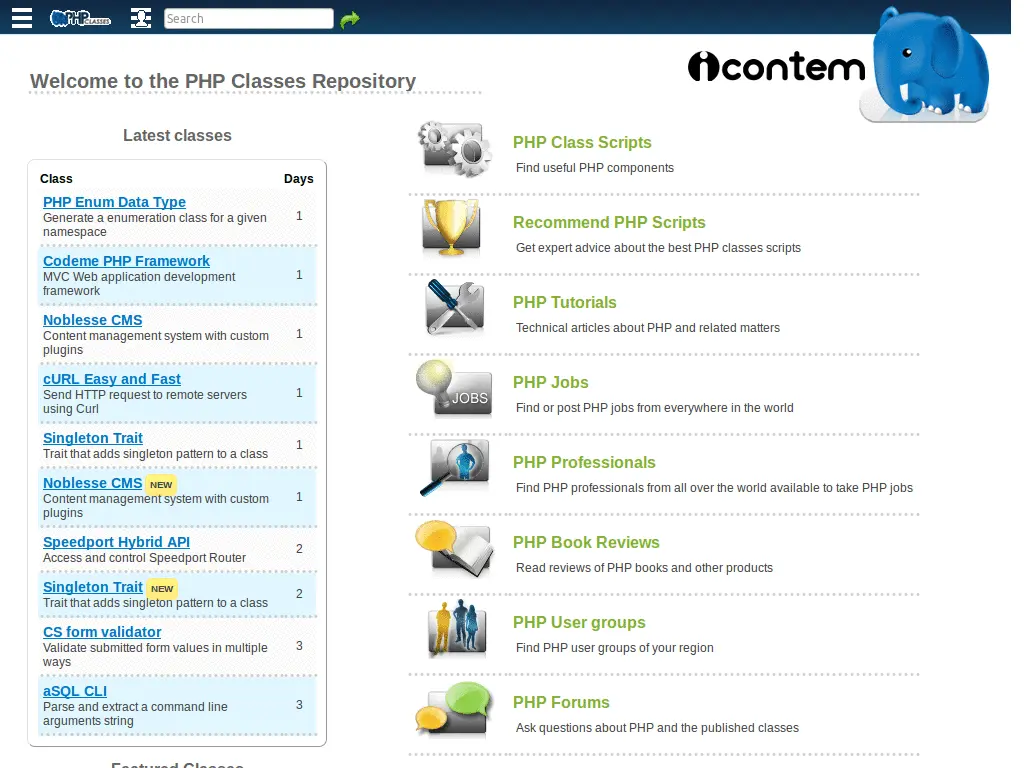 PHP CLASSES
Search
icontem
Welcome to the PHP Classes Repository
Latest classes
Class Days
PHP Enum Data Type
Generate a enumeration class for a given
namespace
1
Codeme PHP Framework
MVC Web application development
framework
1
Noblesse CMS
Content management system with custom
plugins
1
cURL Easy and Fast
Send HTTP request to remote servers
using Curl
1
Singleton Trait
Trait that adds singleton pattern to a class
1
Noblesse CMS NEW
Content management system with custom
plugins
1
Speedport Hybrid API
Access and control Speedport Router
2
Singleton Trait NEW
Trait that adds singleton pattern to a class
2
CS form validator
Validate submitted form values in multiple
ways
3
aSQL CLI
Parse and extract a command line
arguments string
3
Featured Classes
PHP Class Scripts
Find useful PHP components
Recommend PHP Scripts
Get expert advice about the best PHP classes scripts
PHP Tutorials
Technical articles about PHP and related matters
JOBS
PHP Jobs
Find or post PHP jobs from everywhere in the world
PHP Professionals
Find PHP professionals from all over the world available to take PHP jobs
PHP Book Reviews
Read reviews of PHP books and other products
PHP User groups
Find PHP user groups of your region
PHP Forums
Ask questions about PHP and the published classes